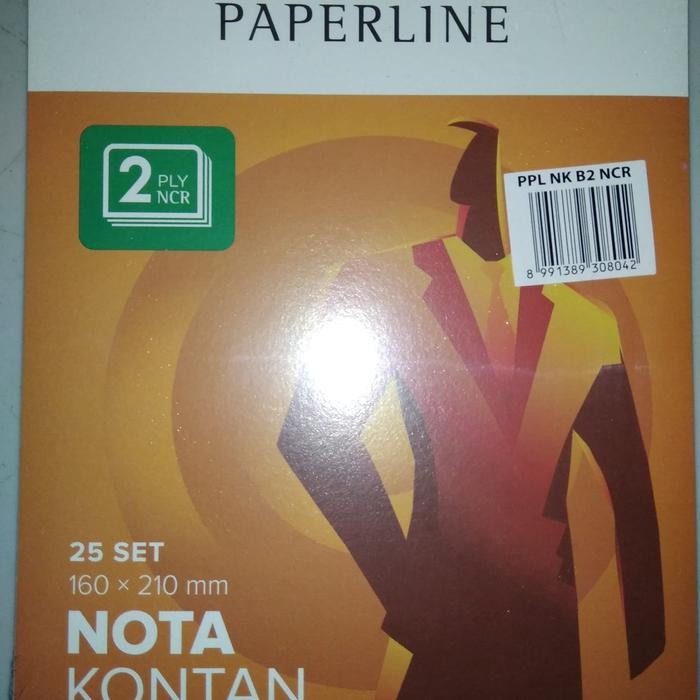 PAPERLINE
2 PLY
NCR
PPL NK B2 NCR
8 991389 308042
25 SET
160 × 210 mm
NOTA
KONTAN